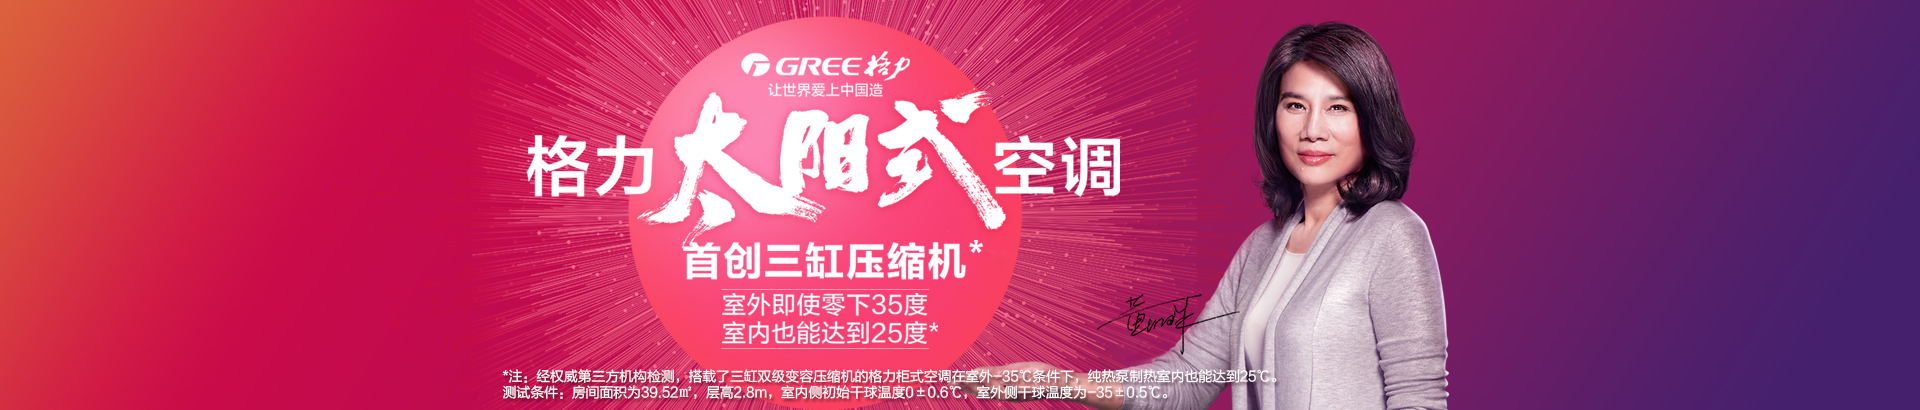 GREE格力
让世界爱上中国造
格力太阳式空调
首创三缸压缩机*
室外即使零下35度
室内也能达到25度*
*注：经权威第三方机构检测，搭载了三缸双级变容压缩机的格力柜式空调在室外-35℃条件下，纯热泵制热室内也能达到25℃。
测试条件：房间面积为39.52㎡，层高2.8m，室内侧初始干球温度0±0.6℃，室外侧干球温度为-35±0.5℃。